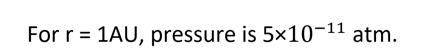 For r = 1AU, pressure is 5×10⁻¹¹ atm.